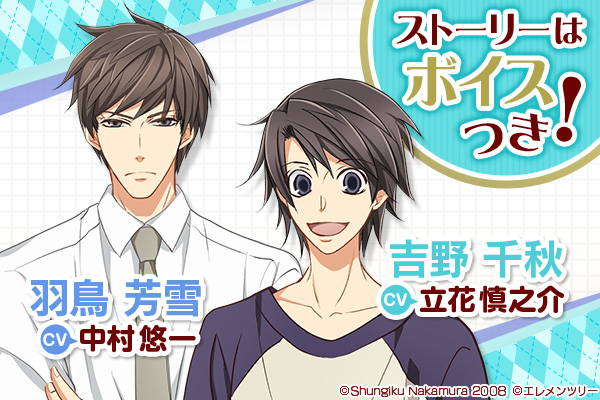 ストーリーは
ボイス
つき!
羽鳥 芳雪
CV 中村 悠一
吉野 千秋
CV 立花 慎之介
©Shungiku Nakamura 2008 ©エレメンツリー